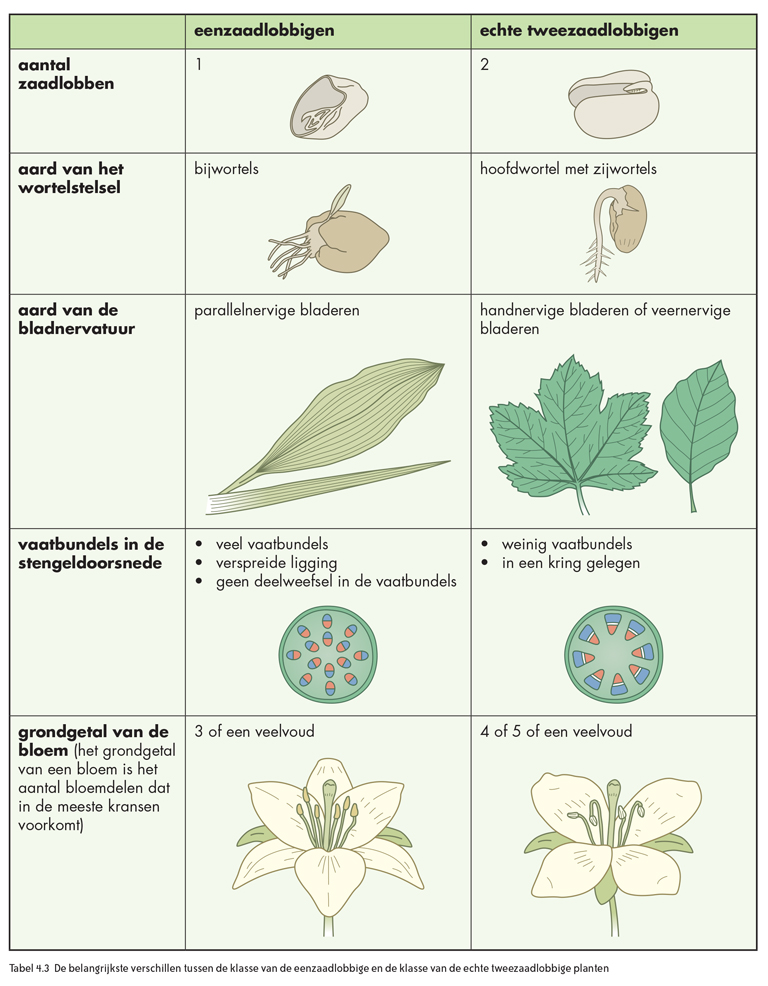 eenzaadlobbigen
echte tweezaadlobbigen
aantal
zaadlobben
1
2
aard van het
wortelstelsel
bijwortels
hoofdwortel met zijwortels
aard van de
bladnervatuur
parallelnervige bladeren
handnervige bladeren of veernervige
bladeren
vaatbundels in de
stengeldoorsnede
• veel vaatbundels
• verspreide ligging
• geen deelweefsel in de vaatbundels
• weinig vaatbundels
• in een kring gelegen
grondgetal van de
bloem (het grondgetal
van een bloem is het
aantal bloemdelen dat
in de meeste kransen
voorkomt)
3 of een veelvoud
4 of 5 of een veelvoud
Tabel 4.3 De belangrijkste verschillen tussen de klasse van de eenzaadlobbige en de klasse van de echte tweezaadlobbige planten